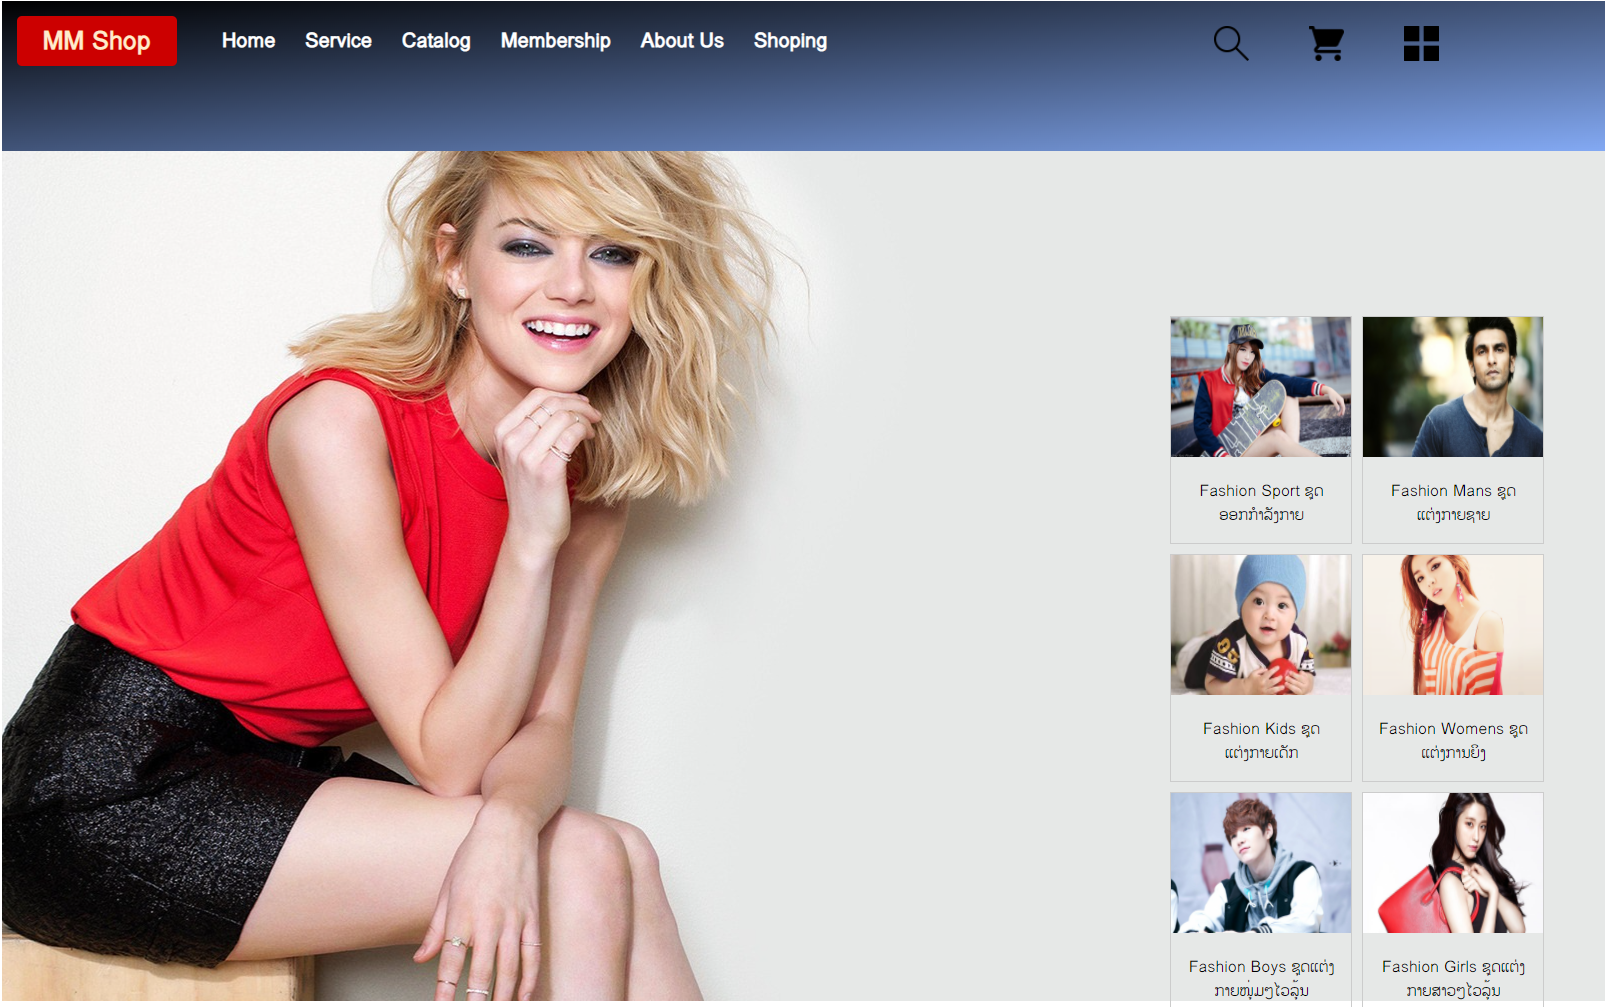 MM Shop
Home Service Catalog Membership About Us Shoping
Fashion Sport ຊຸດ
ອອກກຳລັງກາຍ
Fashion Mans ຊຸດ
ແຕ່ງກາຍຊາຍ
Fashion Kids ຊຸດ
ແຕ່ງກາຍເດັກ
Fashion Womens ຊຸດ
ແຕ່ງການຍິງ
Fashion Boys ຊຸດແຕ່ງ
ກາຍໜຸ່ມໆໄວລຸ້ນ
Fashion Girls ຊຸດແຕ່ງ
ກາຍສາວໆໄວລຸ້ນ